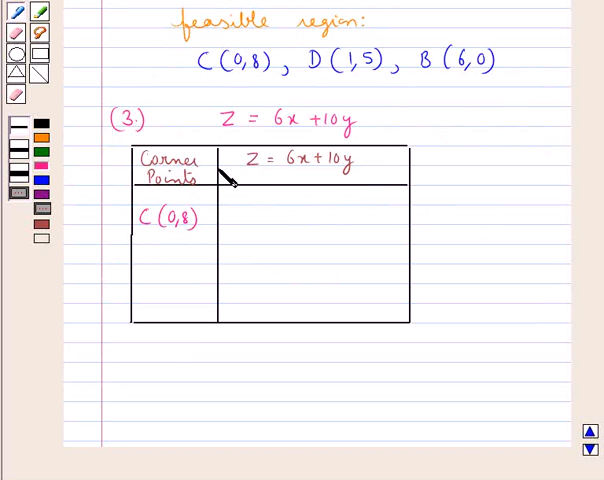 feasible region:
C(0,8), D(1,5), B(6,0)
(3.) Z = 6x +10y
Corner Points Z = 6x+10y
C(0,8)